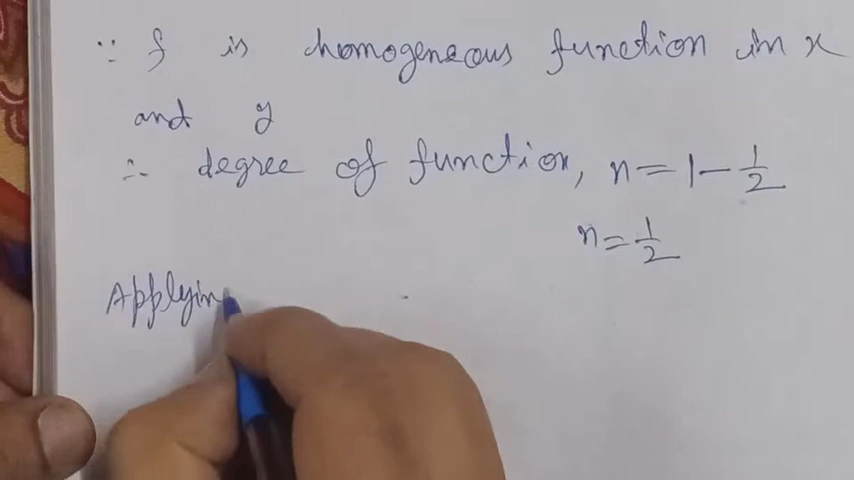 ∵ f is homogeneous function in x
and y
∴ degree of function, n = 1 - 1/2
n = 1/2
Applyin